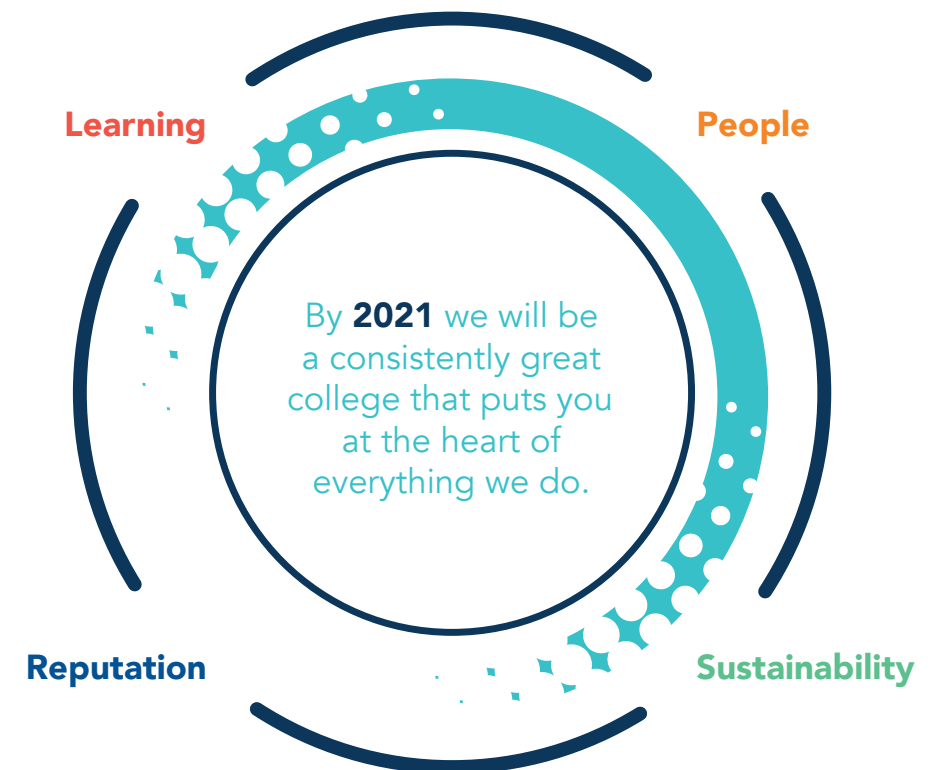 Learning
People
By 2021 we will be
a consistently great
college that puts you
at the heart of
everything we do.
Reputation
Sustainability